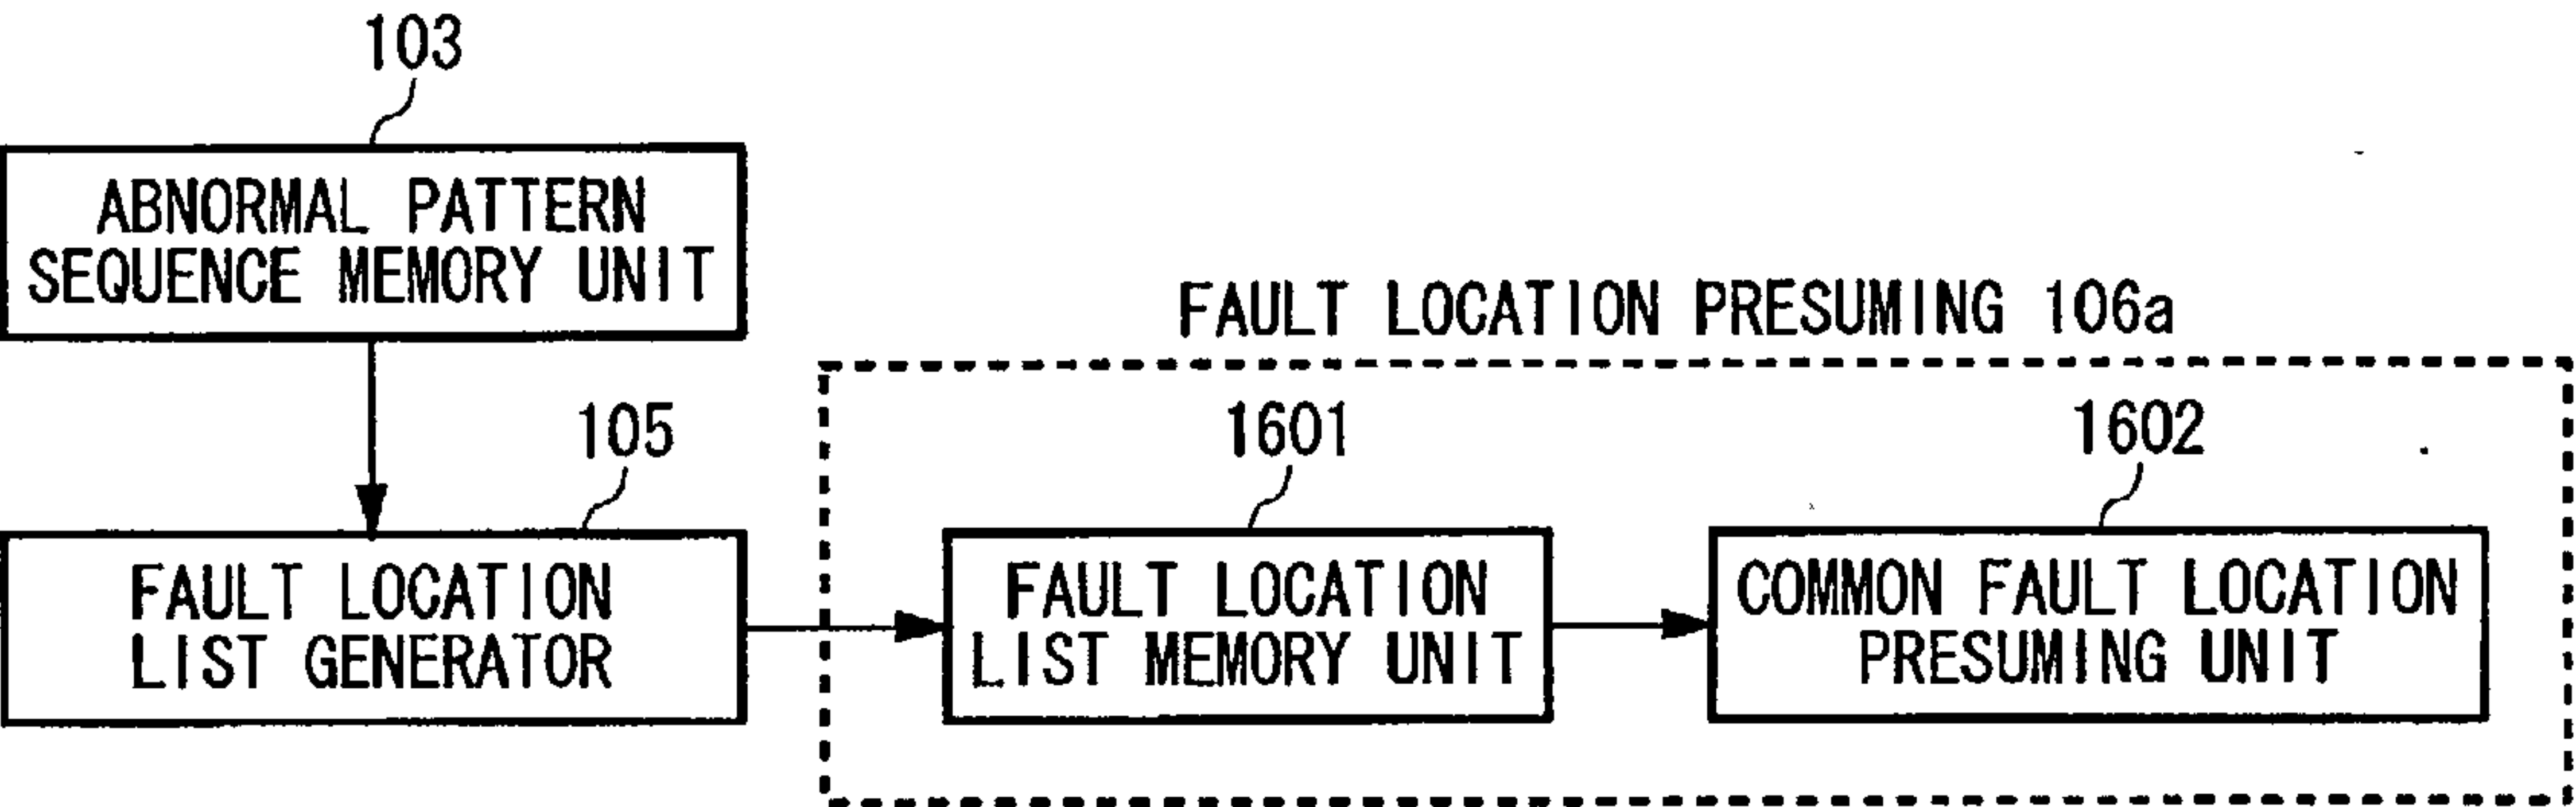 103
ABNORMAL PATTERN
SEQUENCE MEMORY UNIT
FAULT LOCATION PRESUMING 106a
105
1601
1602
FAULT LOCATION
LIST GENERATOR
FAULT LOCATION
LIST MEMORY UNIT
COMMON FAULT LOCATION
PRESUMING UNIT